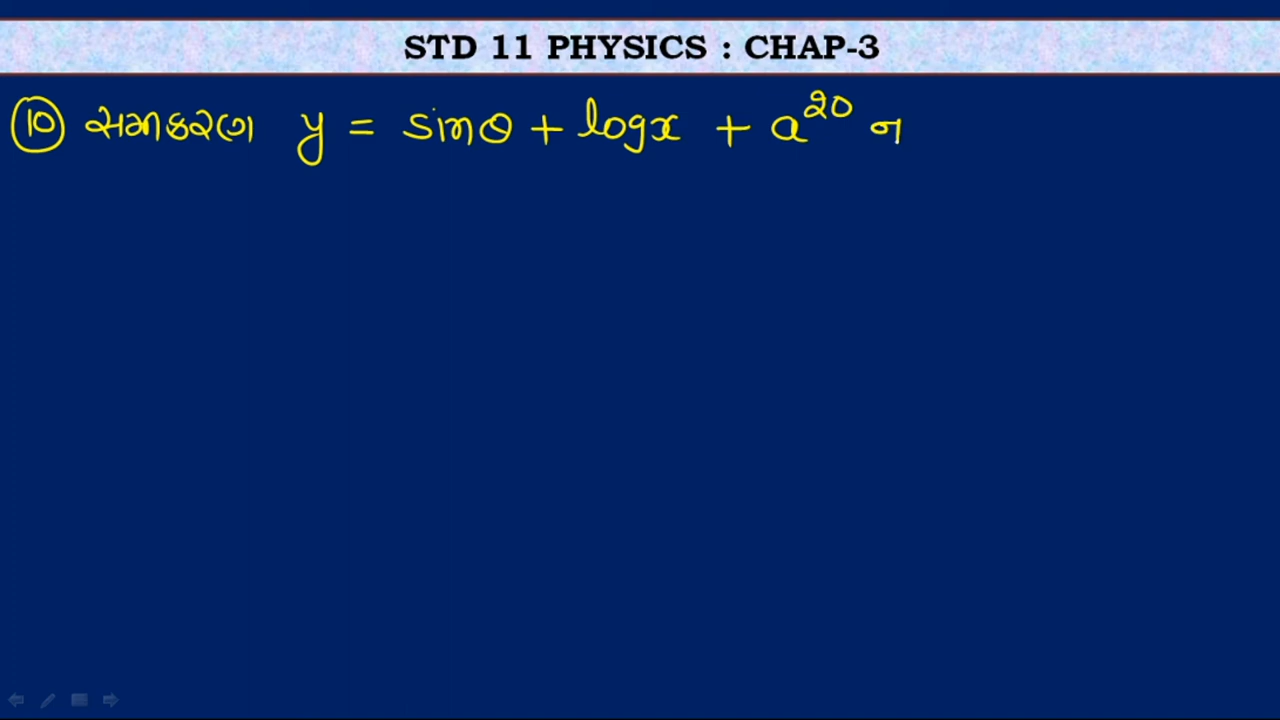 STD 11 PHYSICS : CHAP-3
⑩ સમીકરણ y = sinθ + logx + a²⁰ ન